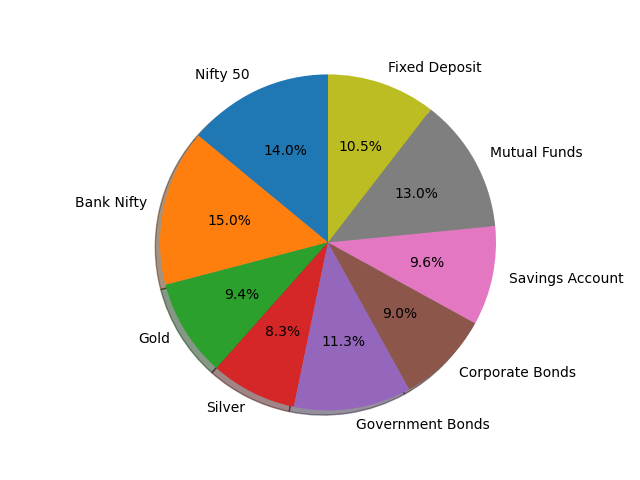 Nifty 50
Fixed Deposit
14.0%
10.5%
Mutual Funds
13.0%
Bank Nifty
15.0%
9.6%
Savings Account
9.4%
Gold
8.3%
11.3%
9.0%
Corporate Bonds
Silver
Government Bonds